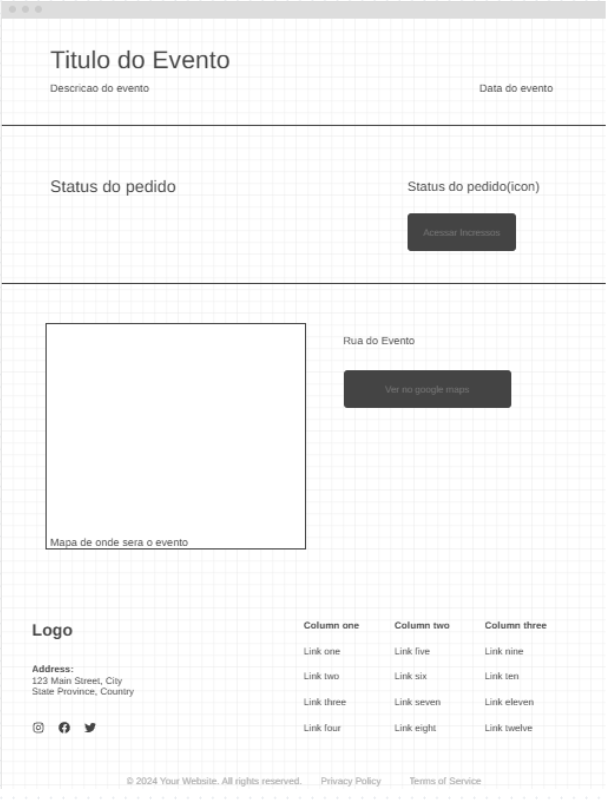 Titulo do Evento
Descricao do evento
Data do evento
Status do pedido
Status do pedido(icon)
Acessar Incressos
Rua do Evento
Ver no google maps
Mapa de onde sera o evento
Logo
Address:
123 Main Street, City
State Province, Country
Column one
Link one
Link two
Link three
Link four
Column two
Link five
Link six
Link seven
Link eight
Column three
Link nine
Link ten
Link eleven
Link twelve
© 2024 Your Website. All rights reserved.
Privacy Policy
Terms of Service